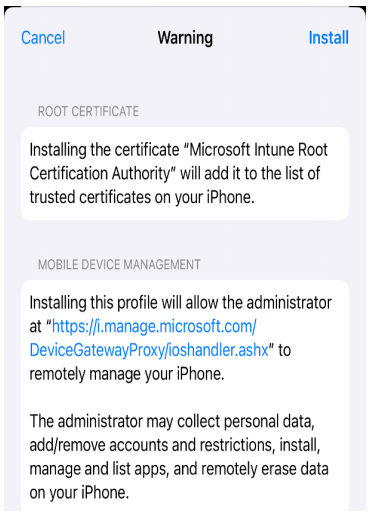 Cancel Warning Install
ROOT CERTIFICATE
Installing the certificate “Microsoft Intune Root
Certification Authority” will add it to the list of
trusted certificates on your iPhone.
MOBILE DEVICE MANAGEMENT
Installing this profile will allow the administrator
at “https://i.manage.microsoft.com/
DeviceGatewayProxy/ioshandler.ashx” to
remotely manage your iPhone.
The administrator may collect personal data,
add/remove accounts and restrictions, install,
manage and list apps, and remotely erase data
on your iPhone.